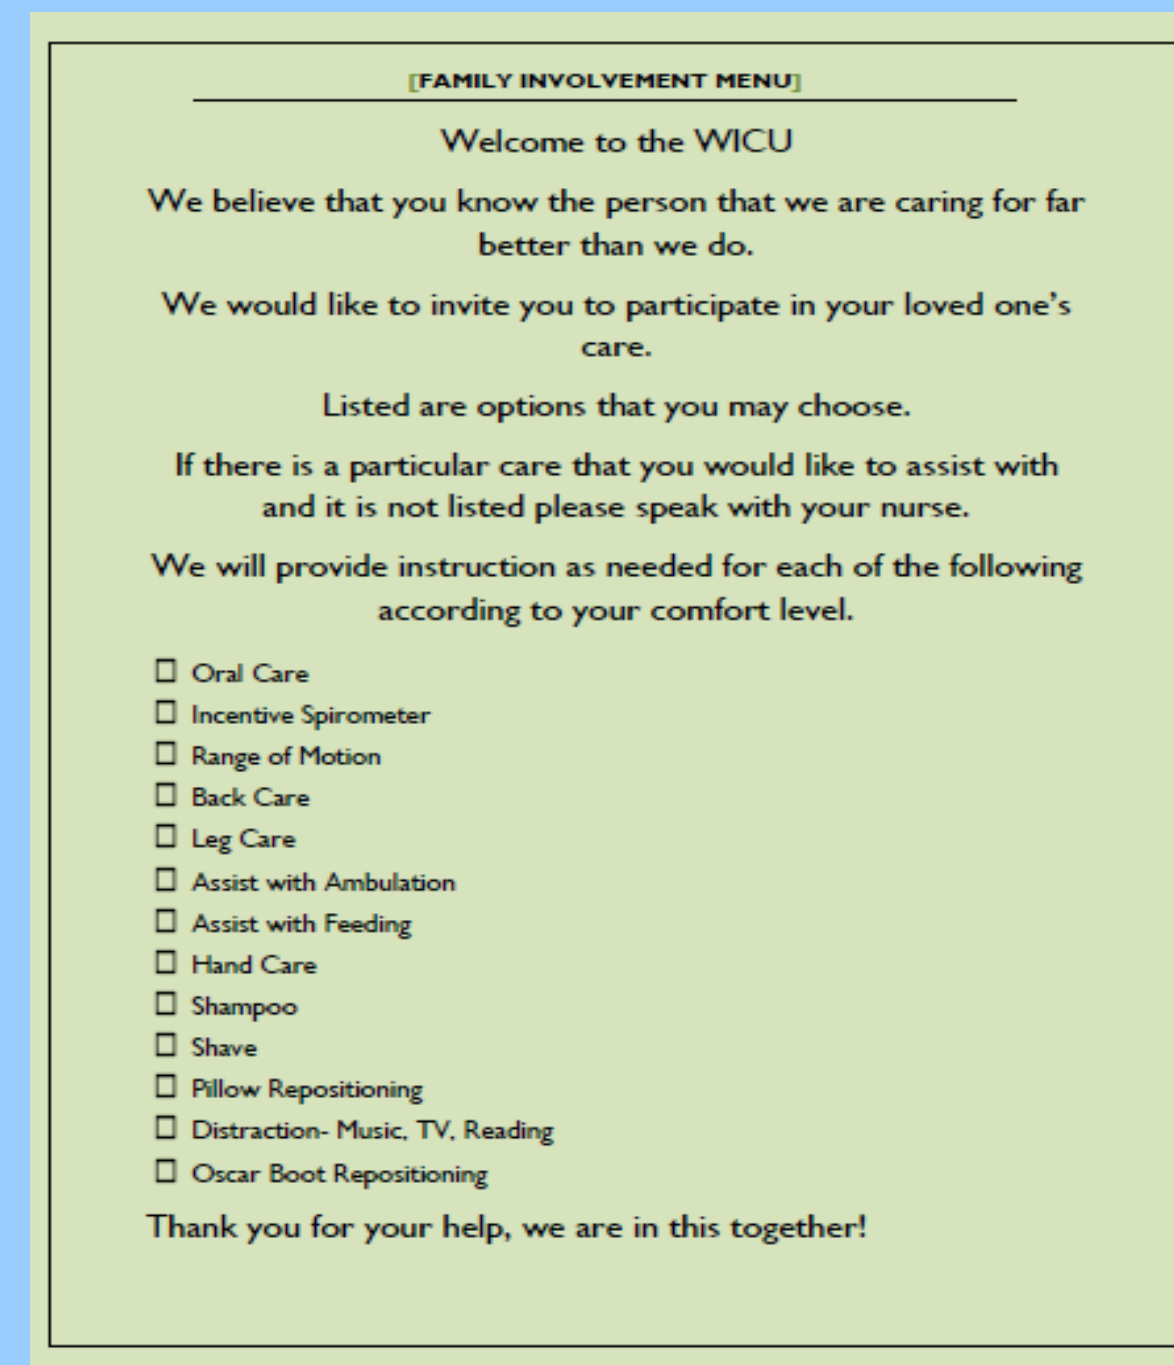 [FAMILY INVOLVEMENT MENU]
Welcome to the WICU
We believe that you know the person that we are caring for far
better than we do.
We would like to invite you to participate in your loved one’s
care.
Listed are options that you may choose.
If there is a particular care that you would like to assist with
and it is not listed please speak with your nurse.
We will provide instruction as needed for each of the following
according to your comfort level.
☐ Oral Care
☐ Incentive Spirometer
☐ Range of Motion
☐ Back Care
☐ Leg Care
☐ Assist with Ambulation
☐ Assist with Feeding
☐ Hand Care
☐ Shampoo
☐ Shave
☐ Pillow Repositioning
☐ Distraction- Music, TV, Reading
☐ Oscar Boot Repositioning
Thank you for your help, we are in this together!